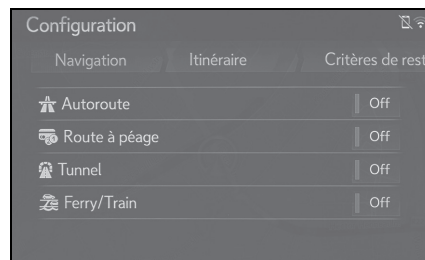 Configuration
Navigation Itinéraire Critères de rest
Autoroute Off
Route à péage Off
Tunnel Off
Ferry/Train Off